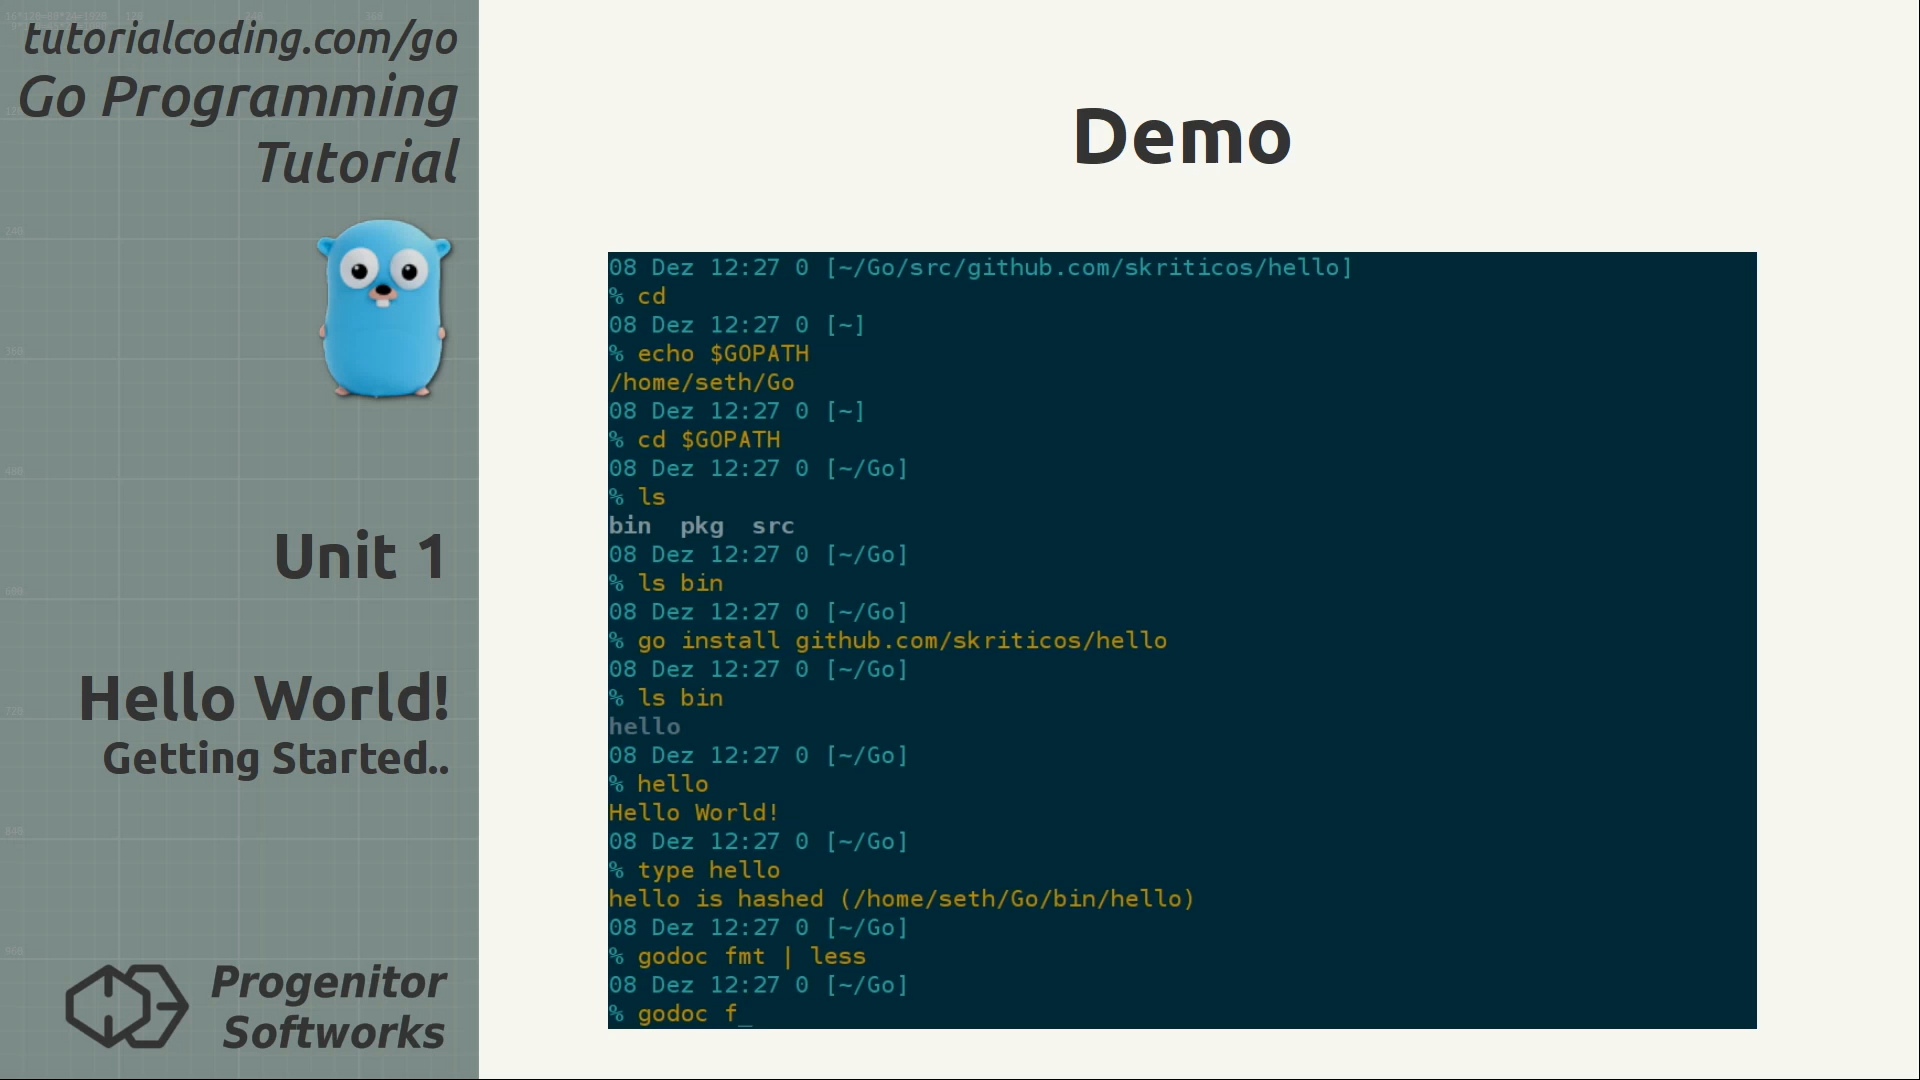 tutorialcoding.com/go
Go Programming
Tutorial
Unit 1
Hello World!
Getting Started..
Progenitor
Softworks
Demo
08 Dez 12:27 0 [~/Go/src/github.com/skriticos/hello]
% cd
08 Dez 12:27 0 [~]
% echo $GOPATH
/home/seth/Go
08 Dez 12:27 0 [~]
% cd $GOPATH
08 Dez 12:27 0 [~/Go]
% ls
bin  pkg  src
08 Dez 12:27 0 [~/Go]
% ls bin
08 Dez 12:27 0 [~/Go]
% go install github.com/skriticos/hello
08 Dez 12:27 0 [~/Go]
% ls bin
hello
08 Dez 12:27 0 [~/Go]
% hello
Hello World!
08 Dez 12:27 0 [~/Go]
% type hello
hello is hashed (/home/seth/Go/bin/hello)
08 Dez 12:27 0 [~/Go]
% godoc fmt | less
08 Dez 12:27 0 [~/Go]
% godoc f_